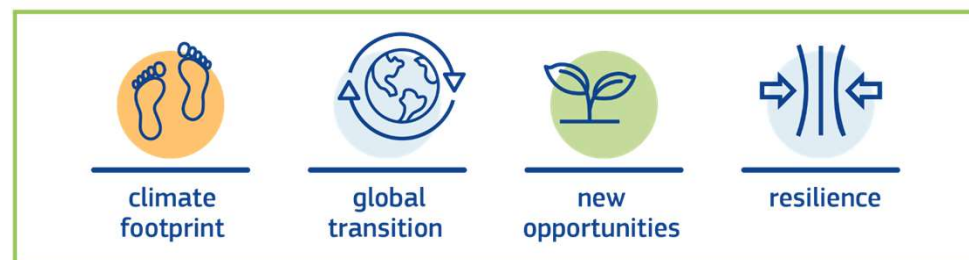 climate
footprint
global
transition
new
opportunities
resilience